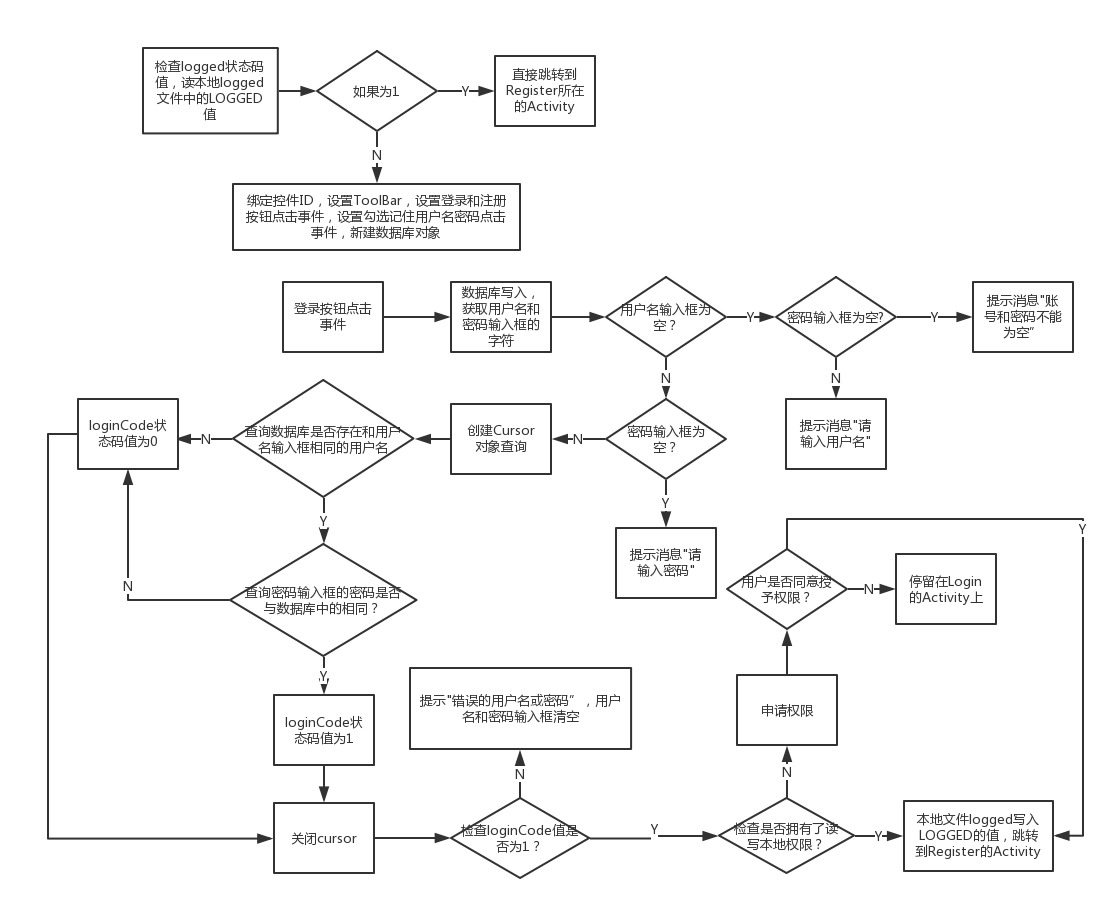 检查logged状态码
值，读本地logged
文件中的LOGGED
值
如果为1
Y
直接跳转到
Register所在
的Activity
N
绑定控件ID，设置ToolBar，设置登录和注册
按钮点击事件，设置勾选记住用户名密码点击
事件，新建数据库对象
登录按钮点击
事件
数据库写入，
获取用户名和
密码输入框的
字符
用户名输入框为
空？
Y
密码输入框为空?
Y
提示消息"账
号和密码不能
为空"
N
N
提示消息"请
输入用户名"
密码输入框为
空？
N
创建Cursor
对象查询
查询数据库是否存在和用户
名输入框相同的用户名
N
loginCode状
态码值为0
Y
提示消息"请
输入密码"
Y
查询密码输入框的密码是否
与数据库中的相同？
N
Y
loginCode状
态码值为1
关闭cursor
检查loginCode值是
否为1？
N
提示"错误的用户名或密码"，用户
名和密码输入框清空
Y
检查是否拥有了读
写本地权限？
N
申请权限
用户是否同意授
予权限？
N
停留在Login
的Activity上
Y
Y
本地文件logged写入
LOGGED的值，跳转
到Register的Activity